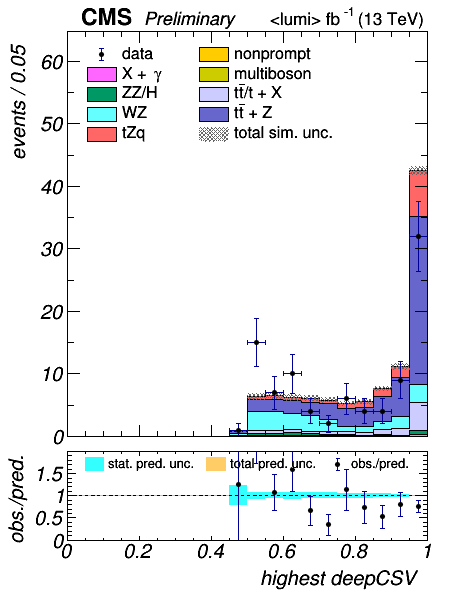 CMS Preliminary <lumi> fb⁻¹ (13 TeV)
events / 0.05
60
50
40
30
20
10
0
data
X + γ
ZZ/H
WZ
tZq
nonprompt
multiboson
tt̄/t + X
tt̄ + Z
total sim. unc.
obs./pred.
1.5
1
0.5
0
stat. pred. unc.
total pred. unc.
obs./pred.
0 0.2 0.4 0.6 0.8 1
highest deepCSV